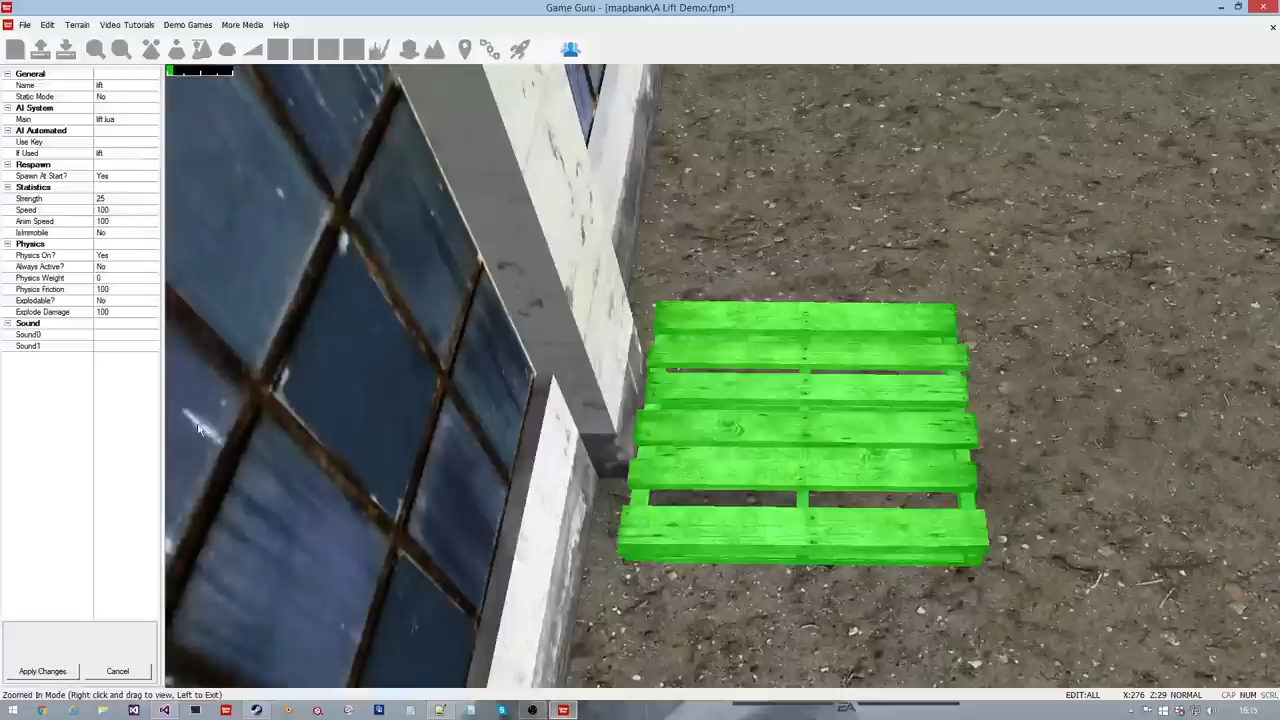 Game Guru - [mapbank\A Lift Demo.fpm*]
File Edit Terrain Video Tutorials Demo Games More Media Help
General
Name lift
Static Mode No
AI System
Main lift.lua
AI Automated
Use Key
If Used lift
Respawn
Spawn At Start? Yes
Statistics
Strength 25
Speed 100
Anim Speed 100
IsImmobile No
Physics
Physics On? Yes
Always Active? No
Physics Weight 0
Physics Friction 100
Explodable? No
Explode Damage 100
Sound
Sound0
Sound1
Apply Changes Cancel
Zoomed In Mode (Right click and drag to view, Left to Exit) EDIT:ALL X:276 Z:29 NORMAL CAP NUM SCRL
EA 16:15